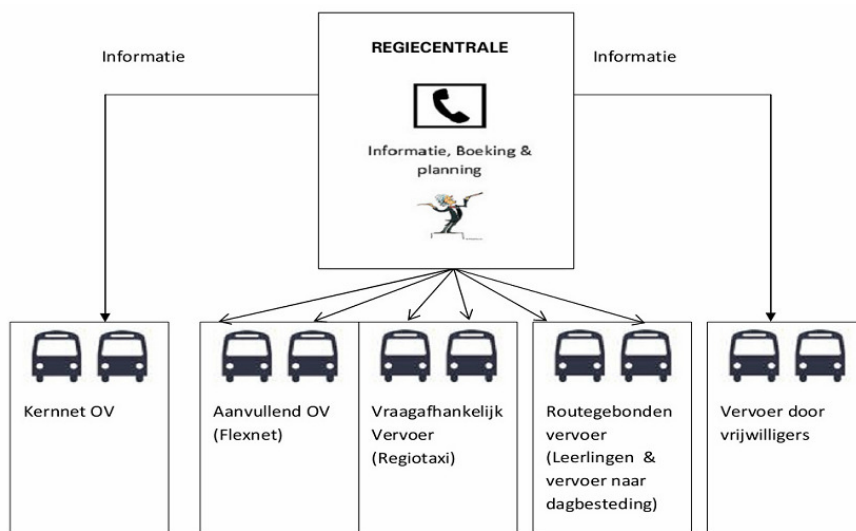 Informatie
REGIECENTRALE
Informatie
Informatie, Boeking &
planning
Kernnet OV
Aanvullend OV
(Flexnet)
Vraagafhankelijk
Vervoer
(Regiotaxi)
Routegebonden
vervoer
(Leerlingen &
vervoer naar
dagbesteding)
Vervoer door
vrijwilligers